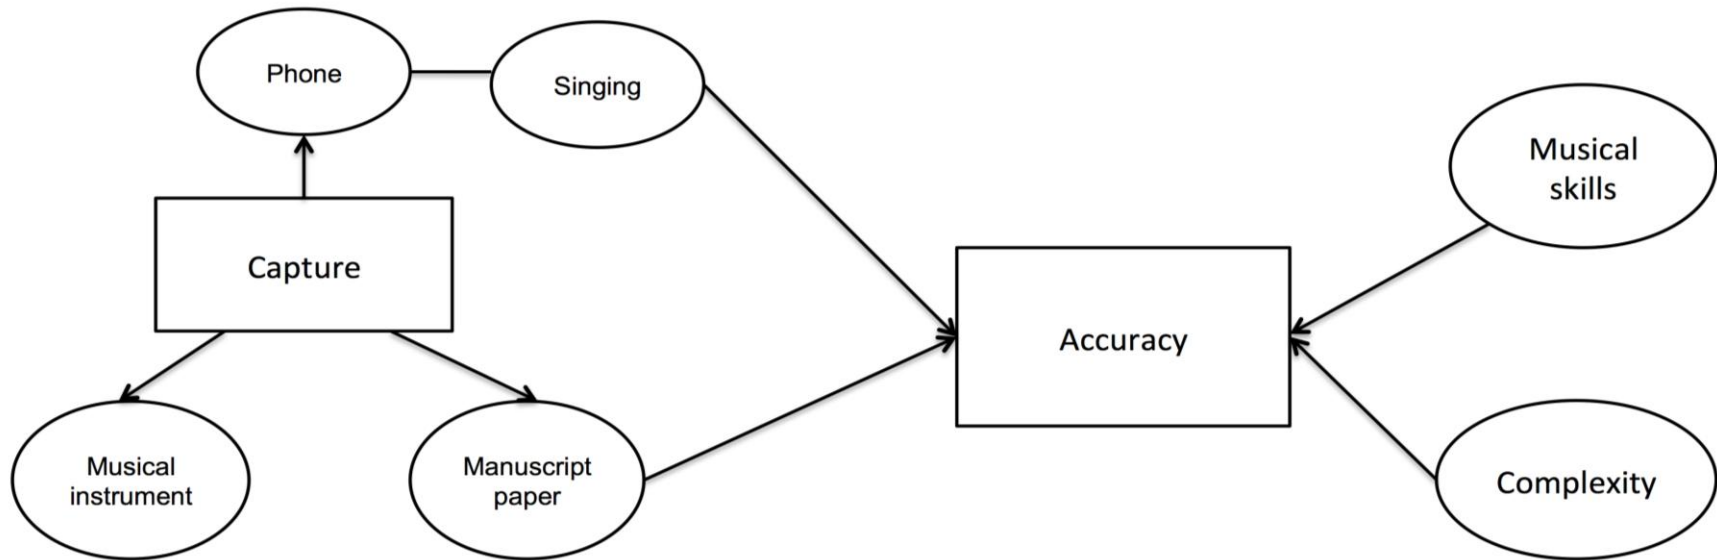 Phone
Singing
Musical
skills
Capture
Accuracy
Musical
instrument
Manuscript
paper
Complexity